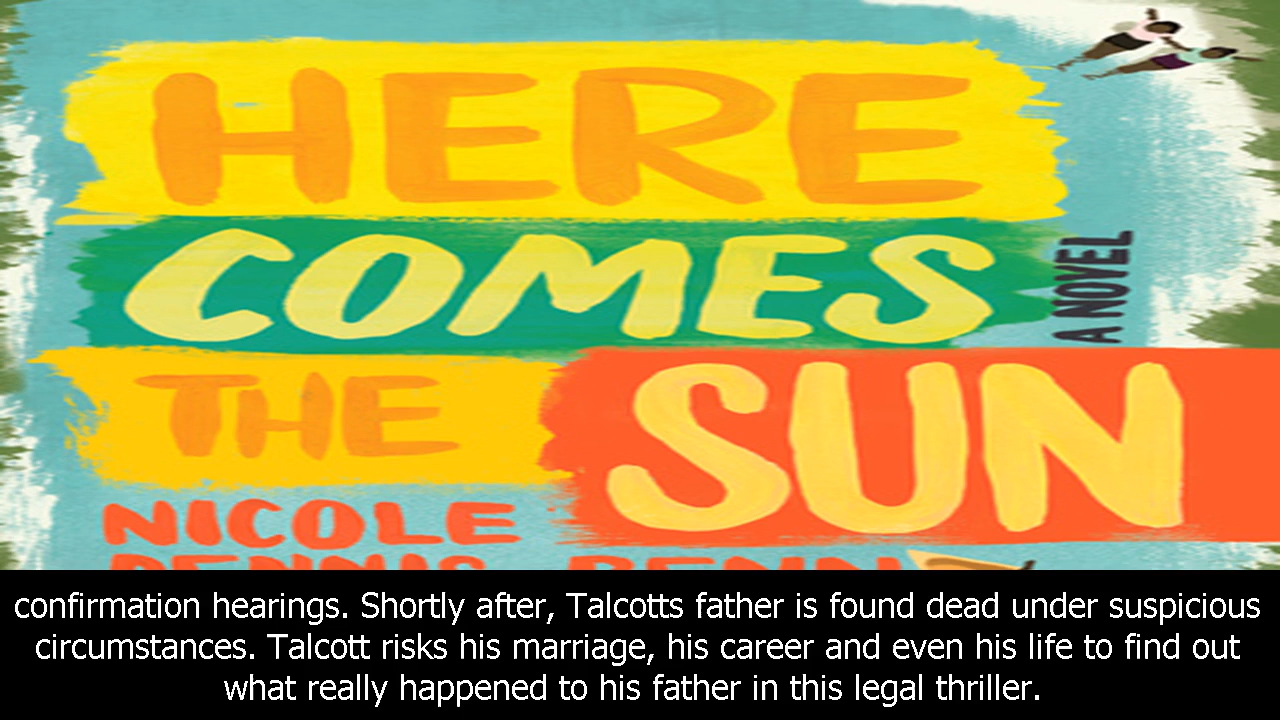 HERE
COMES
A NOVEL
THE SUN
NICOLE
DENNIS-BENN
confirmation hearings. Shortly after, Talcotts father is found dead under suspicious
circumstances. Talcott risks his marriage, his career and even his life to find out
what really happened to his father in this legal thriller.